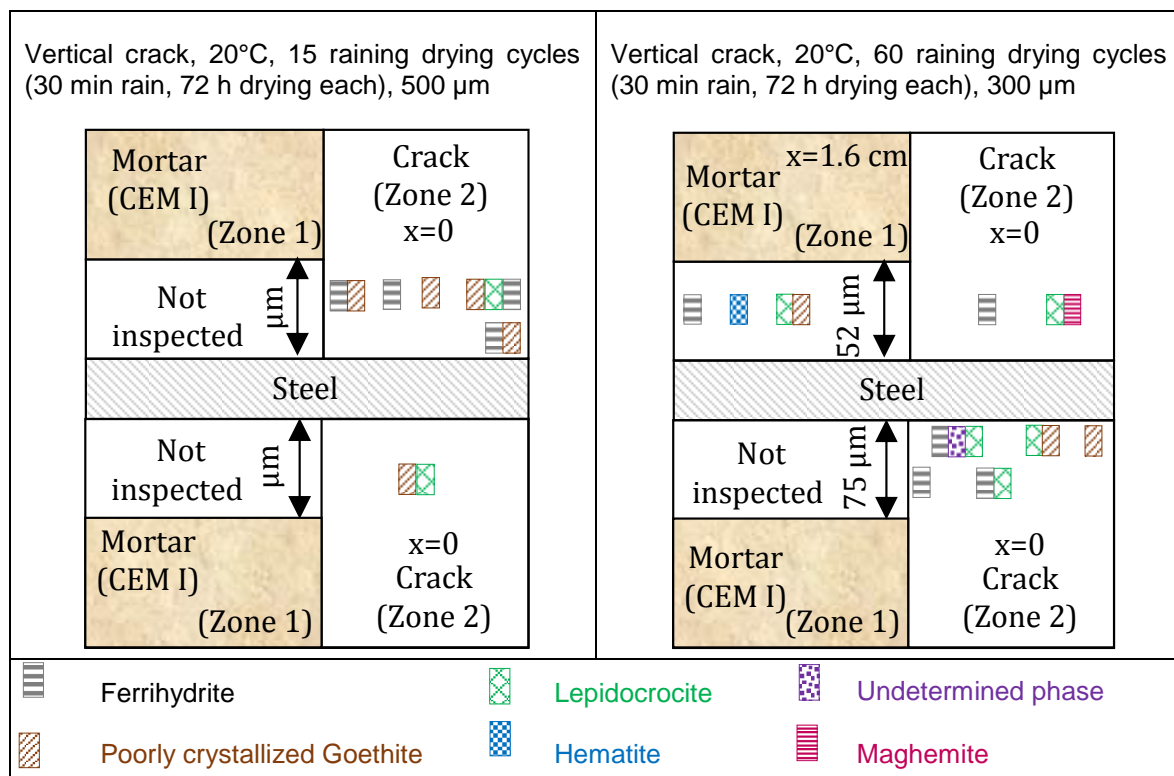 Vertical crack, 20°C, 15 raining drying cycles
(30 min rain, 72 h drying each), 500 µm
Mortar
(CEM I)
(Zone 1)
Crack
(Zone 2)
x=0
Not
inspected
µm
Steel
Not
inspected
µm
Mortar
(CEM I)
(Zone 1)
x=0
Crack
(Zone 2)
Vertical crack, 20°C, 60 raining drying cycles
(30 min rain, 72 h drying each), 300 µm
x=1.6 cm
Mortar
(CEM I)
(Zone 1)
Crack
(Zone 2)
x=0
52 µm
Steel
Not
inspected
75 µm
Mortar
(CEM I)
(Zone 1)
x=0
Crack
(Zone 2)
Ferrihydrite
Lepidocrocite
Undetermined phase
Poorly crystallized Goethite
Hematite
Maghemite